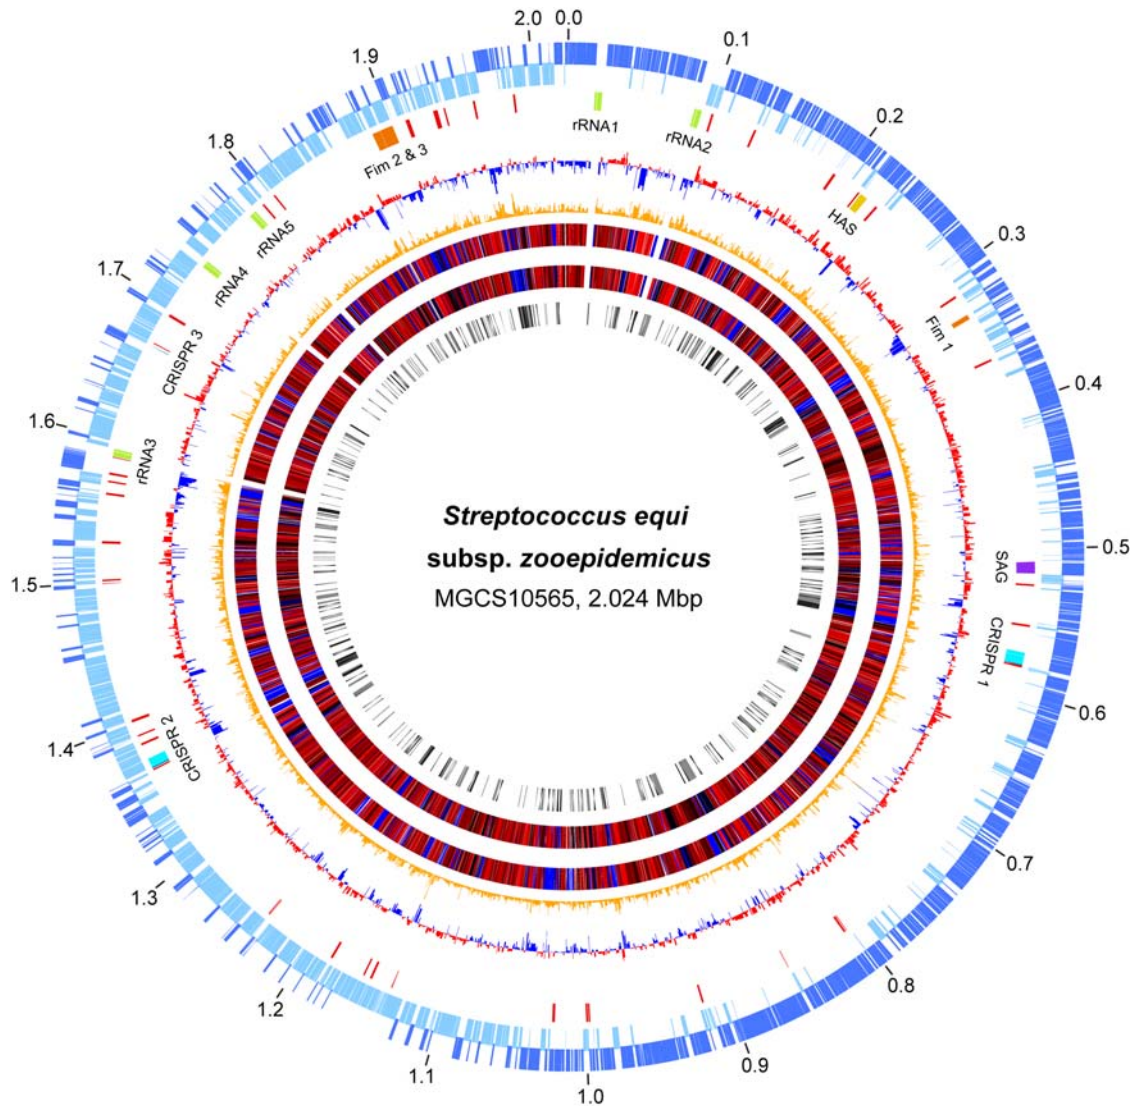 0.0
0.1
0.2
0.3
0.4
0.5
0.6
0.7
0.8
0.9
1.0
1.1
1.2
1.3
1.4
1.5
1.6
1.7
1.8
1.9
2.0
rRNA1
rRNA2
HAS
Fim 1
SAG
CRISPR 1
CRISPR 2
rRNA3
CRISPR 3
rRNA4
rRNA5
Fim 2 & 3
Streptococcus equi
subsp. zooepidemicus
MGCS10565, 2.024 Mbp